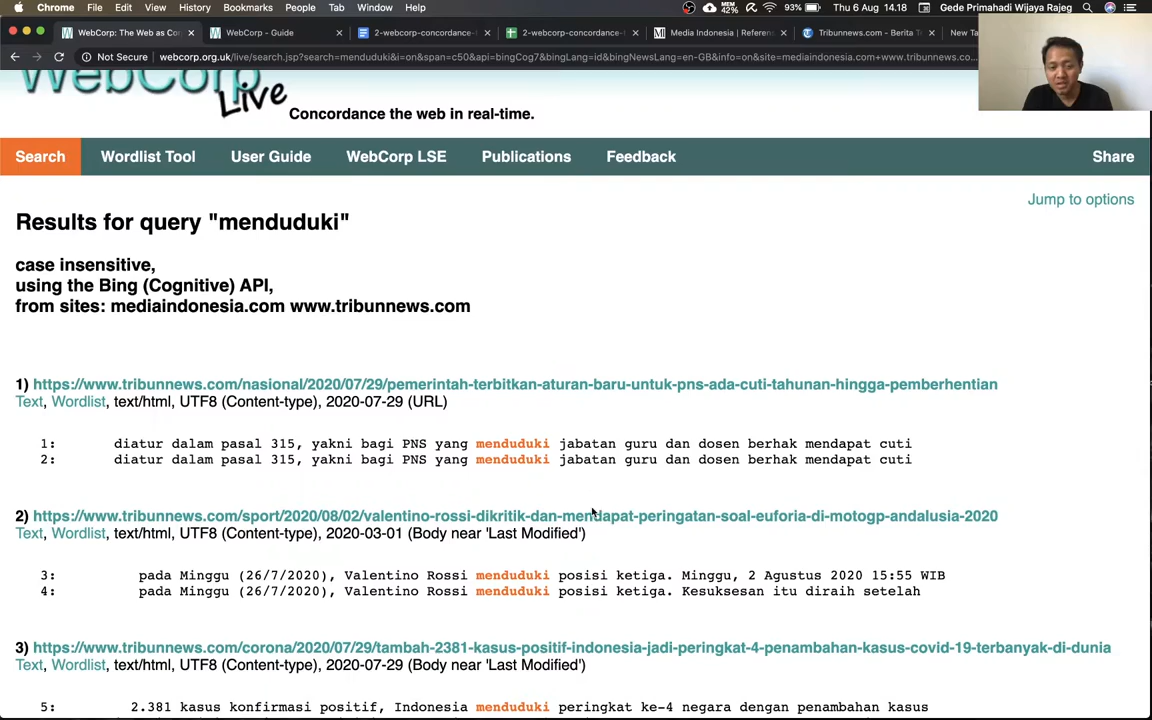 Chrome File Edit View History Bookmarks People Tab Window Help MEM 42% 93% Thu 6 Aug 14.18 Gede Primahadi Wijaya Rajeg
WebCorp: The Web as Co WebCorp - Guide 2-webcorp-concordance- 2-webcorp-concordance- Media Indonesia | Referen Tribunnews.com - Berita T New Ta
Not Secure webcorp.org.uk/live/search.jsp?search=menduduki&i=on&span=c50&api=bingCog7&bingLang=id&bingNewsLang=en-GB&info=on&site=mediaindonesia.com+www.tribunnews.co...
WebCorp
Live Concordance the web in real-time.
Search Wordlist Tool User Guide WebCorp LSE Publications Feedback Share
Jump to options
Results for query "menduduki"
case insensitive,
using the Bing (Cognitive) API,
from sites: mediaindonesia.com www.tribunnews.com
1) https://www.tribunnews.com/nasional/2020/07/29/pemerintah-terbitkan-aturan-baru-untuk-pns-ada-cuti-tahunan-hingga-pemberhentian
Text, Wordlist, text/html, UTF8 (Content-type), 2020-07-29 (URL)
1: diatur dalam pasal 315, yakni bagi PNS yang menduduki jabatan guru dan dosen berhak mendapat cuti
2: diatur dalam pasal 315, yakni bagi PNS yang menduduki jabatan guru dan dosen berhak mendapat cuti
2) https://www.tribunnews.com/sport/2020/08/02/valentino-rossi-dikritik-dan-mendapat-peringatan-soal-euforia-di-motogp-andalusia-2020
Text, Wordlist, text/html, UTF8 (Content-type), 2020-03-01 (Body near 'Last Modified')
3: pada Minggu (26/7/2020), Valentino Rossi menduduki posisi ketiga. Minggu, 2 Agustus 2020 15:55 WIB
4: pada Minggu (26/7/2020), Valentino Rossi menduduki posisi ketiga. Kesuksesan itu diraih setelah
3) https://www.tribunnews.com/corona/2020/07/29/tambah-2381-kasus-positif-indonesia-jadi-peringkat-4-penambahan-kasus-covid-19-terbanyak-di-dunia
Text, Wordlist, text/html, UTF8 (Content-type), 2020-07-29 (Body near 'Last Modified')
5: 2.381 kasus konfirmasi positif, Indonesia menduduki peringkat ke-4 negara dengan penambahan kasus